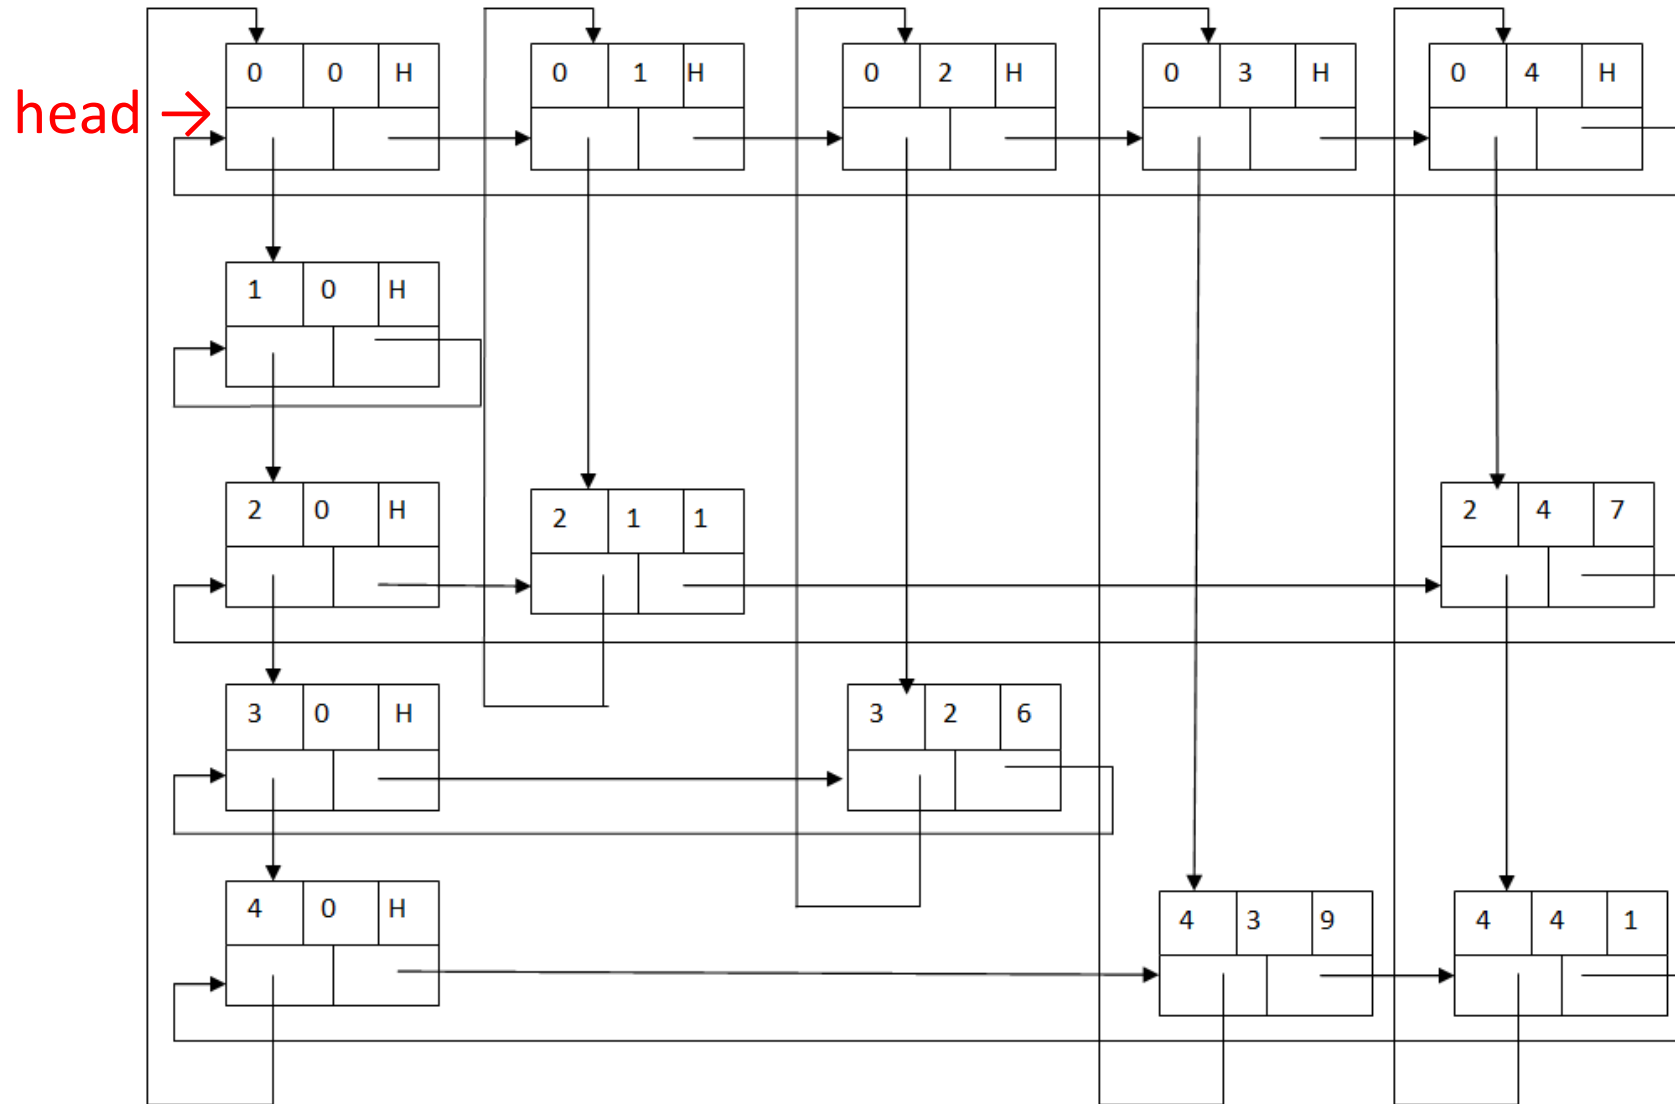 0 0 H 0 1 H 0 2 H 0 3 H 0 4 H
head →
1 0 H
2 0 H 2 1 1 2 4 7
3 0 H 3 2 6
4 0 H 4 3 9 4 4 1